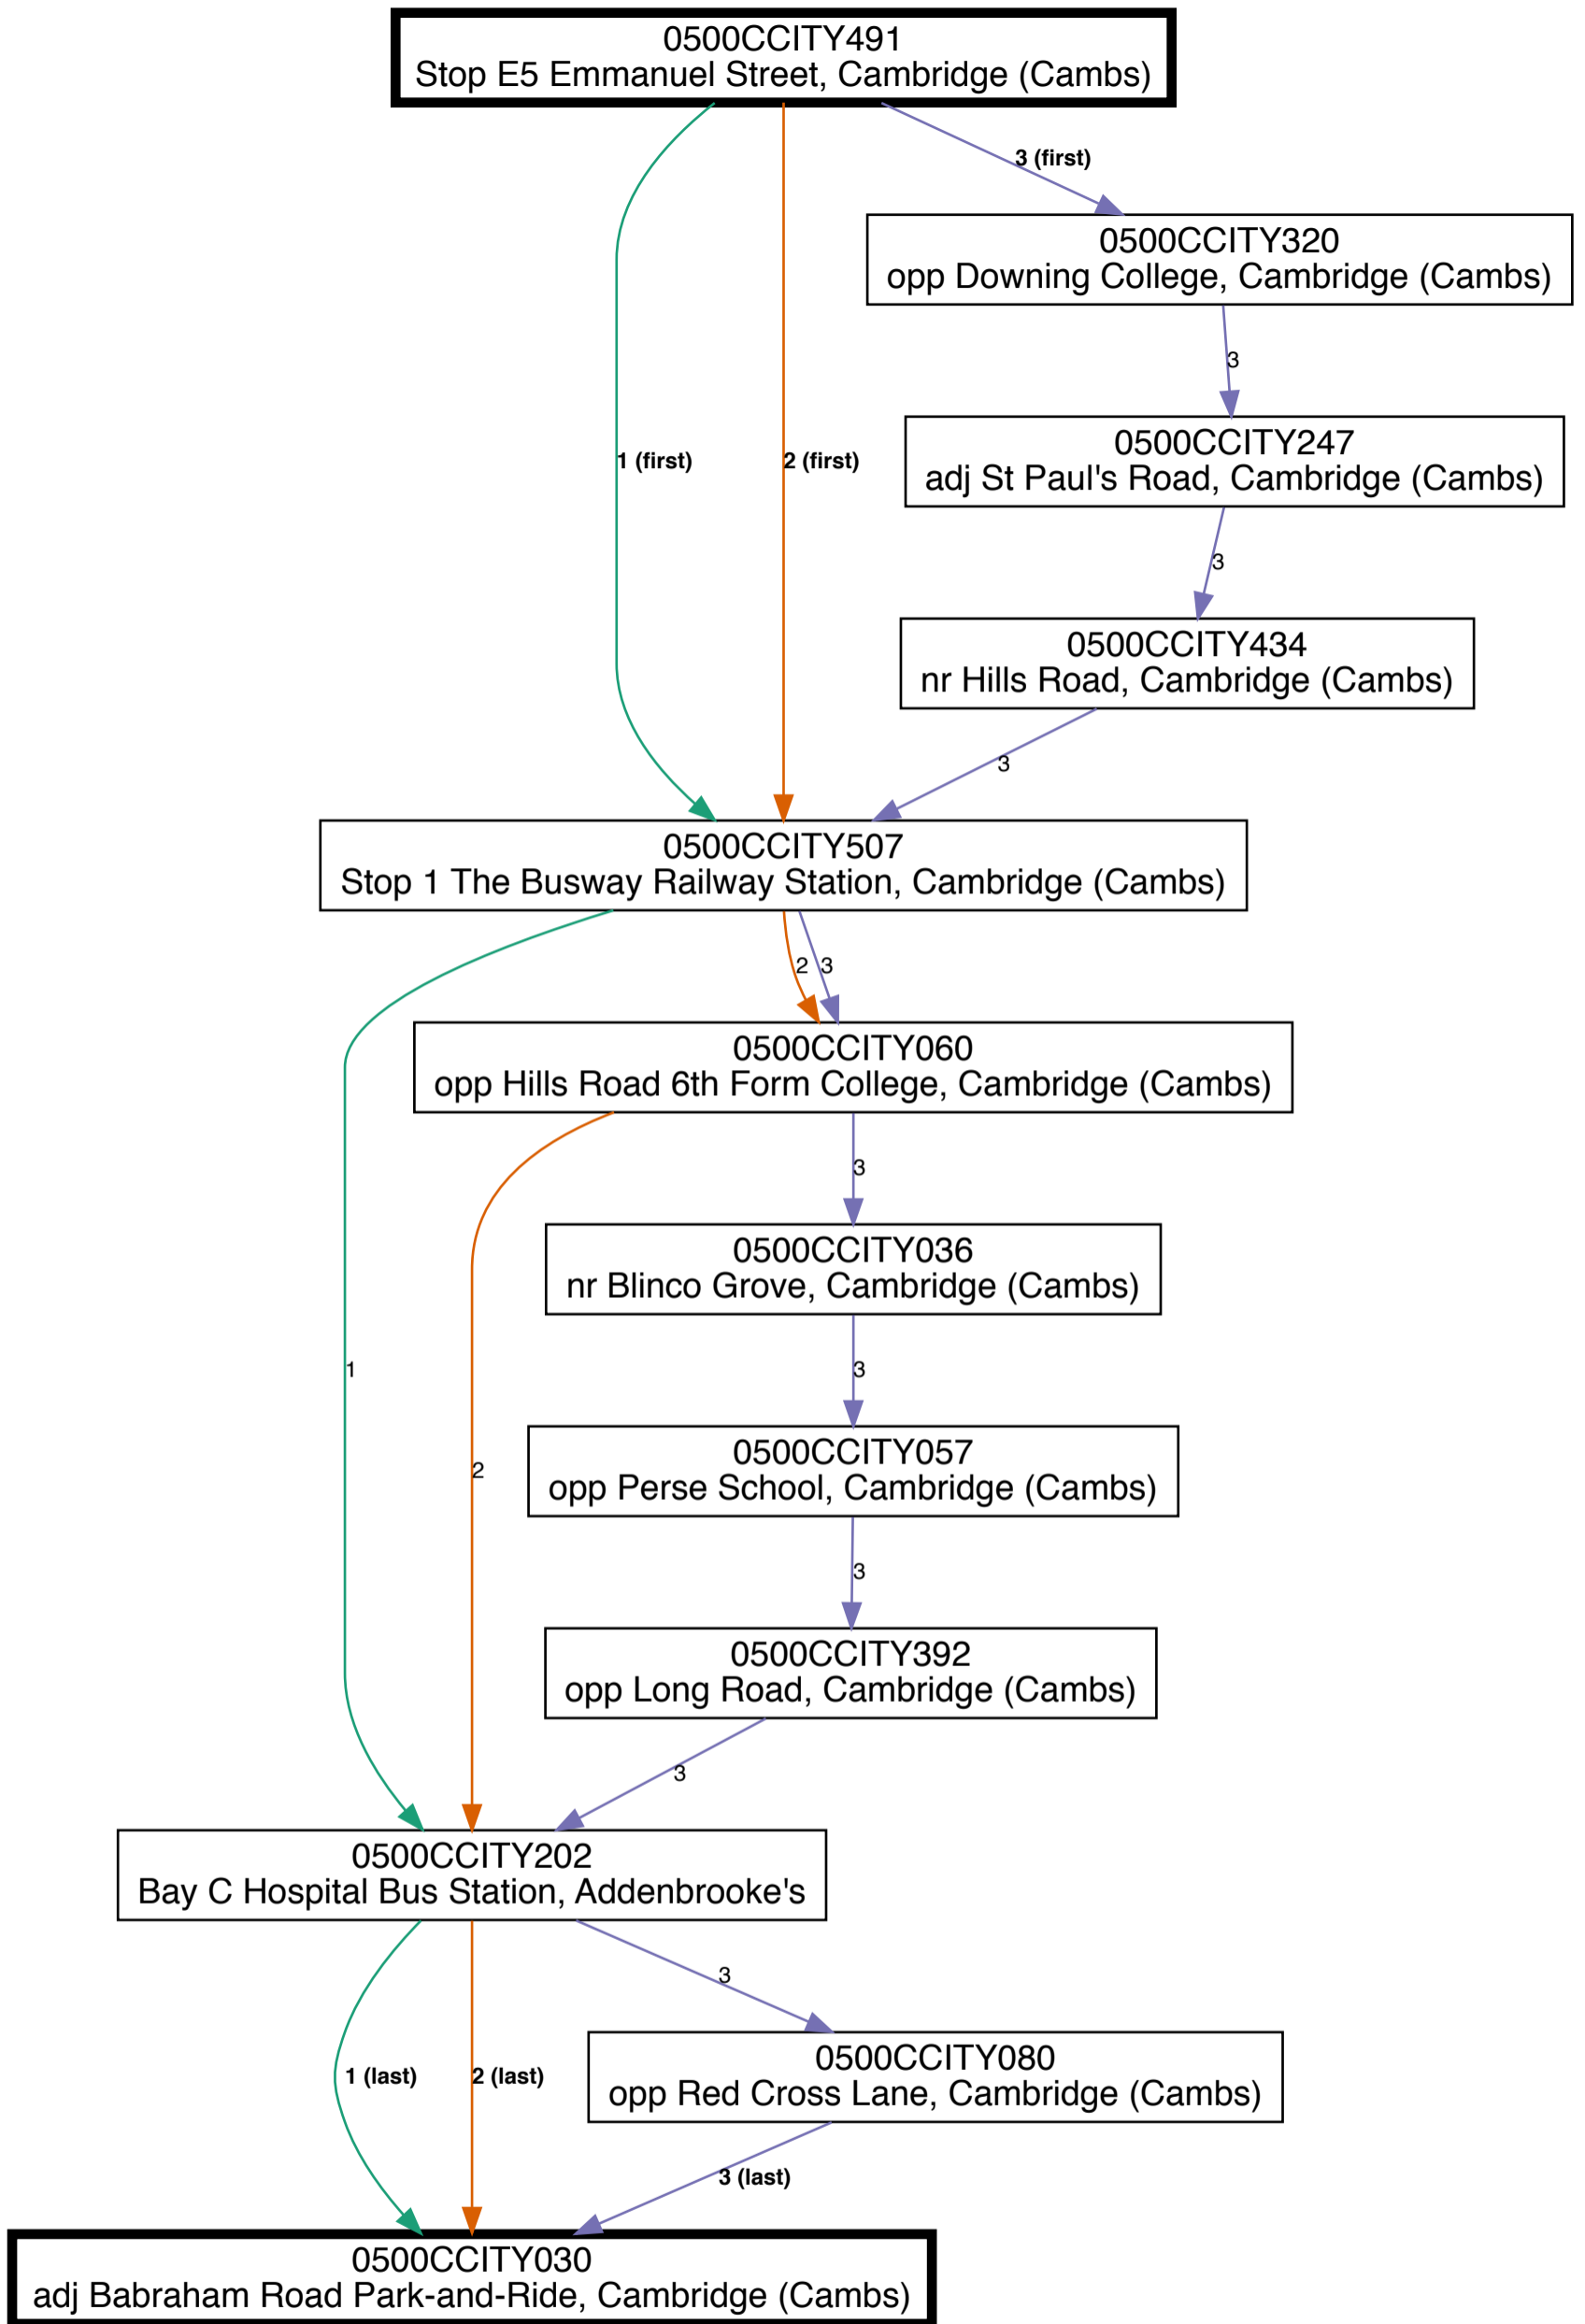 0500CCITY491
Stop E5 Emmanuel Street, Cambridge (Cambs)
3 (first)
0500CCITY320
opp Downing College, Cambridge (Cambs)
3
0500CCITY247
adj St Paul's Road, Cambridge (Cambs)
1 (first)
2 (first)
3
0500CCITY434
nr Hills Road, Cambridge (Cambs)
3
0500CCITY507
Stop 1 The Busway Railway Station, Cambridge (Cambs)
2
3
0500CCITY060
opp Hills Road 6th Form College, Cambridge (Cambs)
3
0500CCITY036
nr Blinco Grove, Cambridge (Cambs)
1
3
0500CCITY057
opp Perse School, Cambridge (Cambs)
2
3
0500CCITY392
opp Long Road, Cambridge (Cambs)
3
0500CCITY202
Bay C Hospital Bus Station, Addenbrooke's
3
0500CCITY080
opp Red Cross Lane, Cambridge (Cambs)
1 (last)
2 (last)
3 (last)
0500CCITY030
adj Babraham Road Park-and-Ride, Cambridge (Cambs)